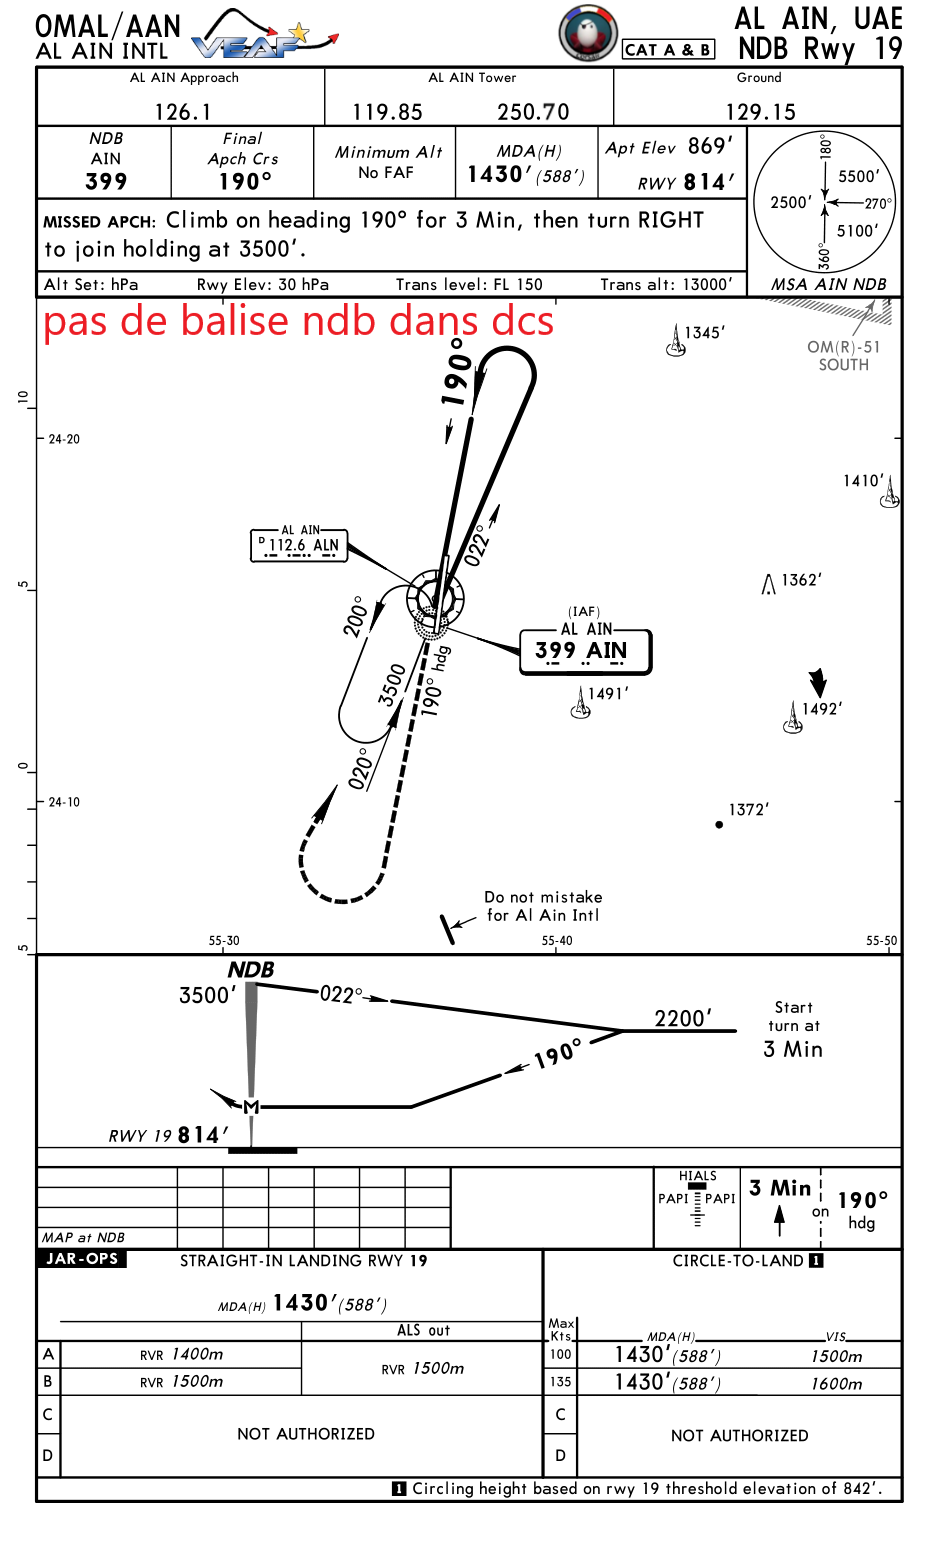 OMAL/AAN
AL AIN INTL
VEAF
CAT A & B
AL AIN, UAE
NDB Rwy 19
AL AIN Approach
126.1
AL AIN Tower
119.85 250.70
Ground
129.15
NDB
AIN
399
Final
Apch Crs
190°
Minimum Alt
No FAF
MDA(H)
1430' (588')
Apt Elev 869'
RWY 814'
MISSED APCH: Climb on heading 190° for 3 Min, then turn RIGHT
to join holding at 3500'.
Alt Set: hPa Rwy Elev: 30 hPa Trans level: FL 150 Trans alt: 13000'
180°
5500'
2500'
270°
5100'
360°
MSA AIN NDB
pas de balise ndb dans dcs
1345'
OM(R)-51
SOUTH
190°
10
24-20
1410'
022°
AL AIN
D 112.6 ALN
5
1362'
200°
(IAF)
AL AIN
399 AIN
3500
190° hdg
1491'
1492'
020°
0
24-10
1372'
Do not mistake
for Al Ain Intl
5
55-30
55-40
55-50
NDB
3500'
022°
2200'
Start
turn at
3 Min
190°
M
RWY 19 814'
MAP at NDB
HIALS
PAPI PAPI
3 Min
on
190°
hdg
JAR-OPS
STRAIGHT-IN LANDING RWY 19
CIRCLE-TO-LAND 1
MDA(H) 1430' (588')
ALS out
Max
Kts.
MDA(H)
VIS
A
RVR 1400m
RVR 1500m
100
1430' (588')
1500m
B
RVR 1500m
135
1430' (588')
1600m
C
D
NOT AUTHORIZED
C
D
NOT AUTHORIZED
1 Circling height based on rwy 19 threshold elevation of 842'.